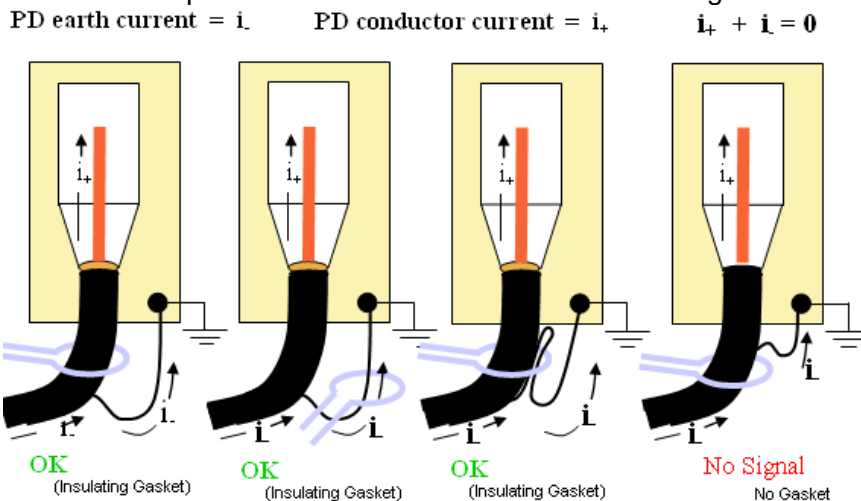 PD earth current = i-
PD conductor current = i+
i+ + i- = 0
i+
i+
i+
i+
i-
i-
i-
i-
i-
i-
i-
i-
OK
(Insulating Gasket)
OK
(Insulating Gasket)
OK
(Insulating Gasket)
No Signal
No Gasket